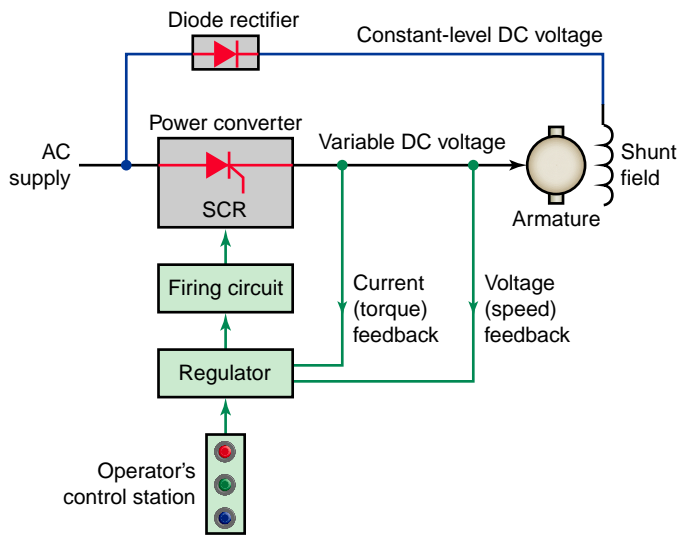 Diode rectifier
Constant-level DC voltage
Power converter
Variable DC voltage
AC
supply
SCR
Shunt
field
Armature
Firing circuit
Current
(torque)
feedback
Voltage
(speed)
feedback
Regulator
Operator’s
control station